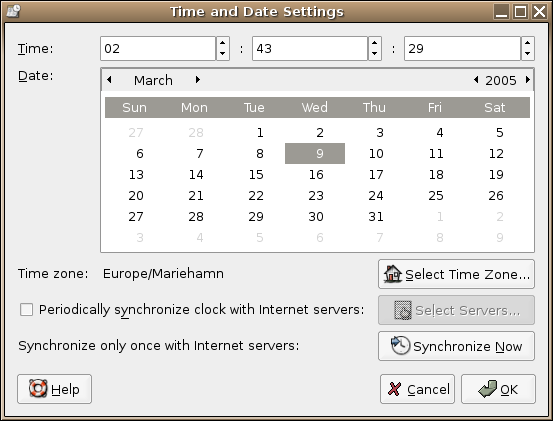 Time and Date Settings
Time: 02 : 43 : 29
Date: March 2005
Sun Mon Tue Wed Thu Fri Sat
27 28 1 2 3 4 5
6 7 8 9 10 11 12
13 14 15 16 17 18 19
20 21 22 23 24 25 26
27 28 29 30 31 1 2
3 4 5 6 7 8 9
Time zone: Europe/Mariehamn Select Time Zone...
Periodically synchronize clock with Internet servers: Select Servers...
Synchronize only once with Internet servers: Synchronize Now
Help Cancel OK